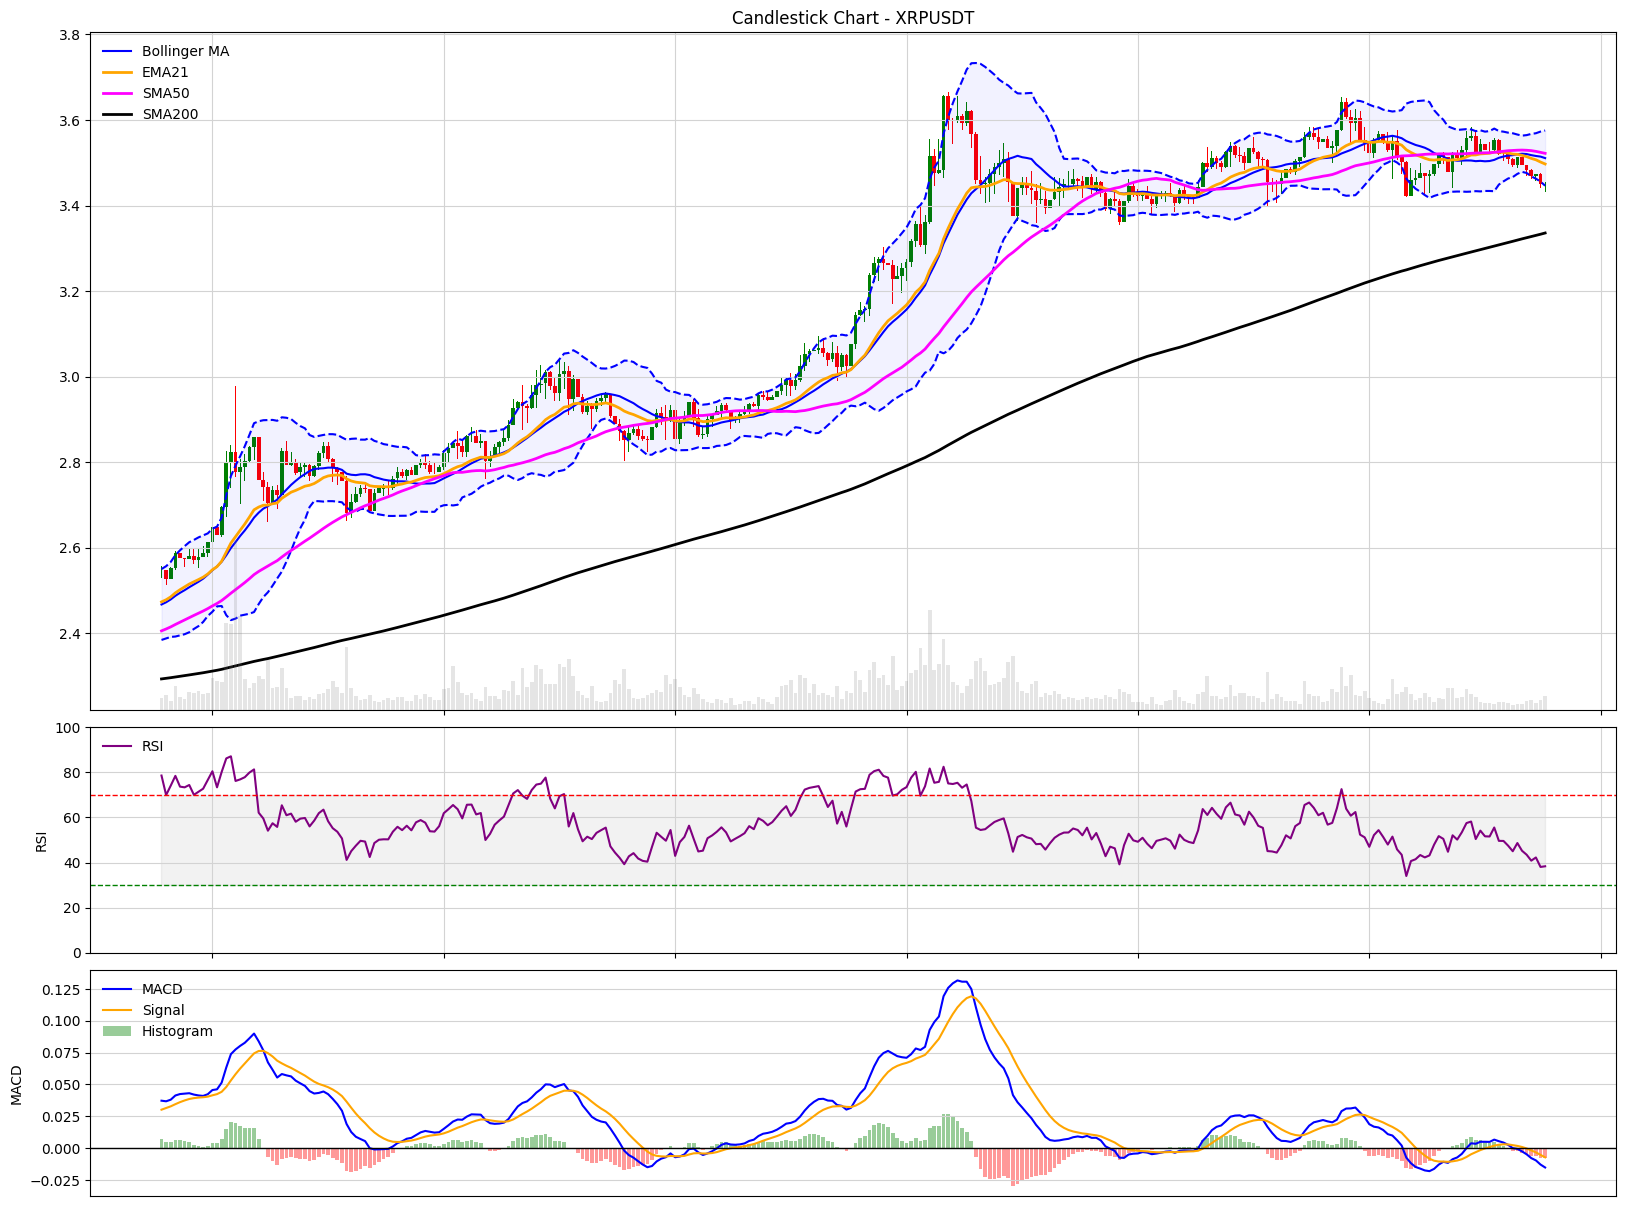 Candlestick Chart - XRPUSDT
Bollinger MA
EMA21
SMA50
SMA200
3.8
3.6
3.4
3.2
3.0
2.8
2.6
2.4
RSI
RSI
100
80
60
40
20
0
MACD
Signal
Histogram
MACD
0.125
0.100
0.075
0.050
0.025
0.000
−0.025